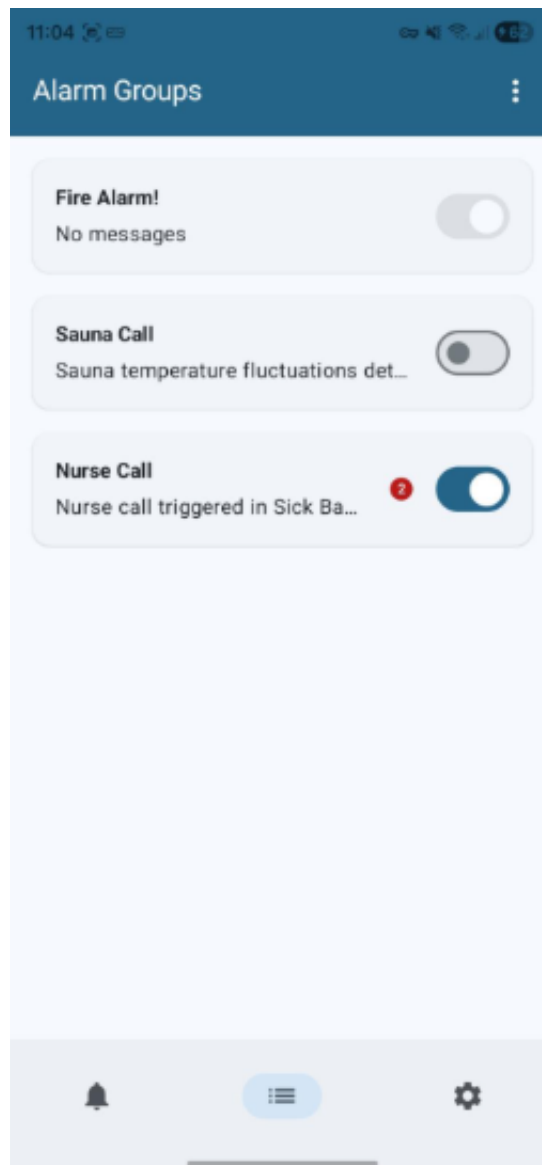 11:04
62
Alarm Groups
Fire Alarm!
No messages
Sauna Call
Sauna temperature fluctuations det...
Nurse Call
2
Nurse call triggered in Sick Ba...